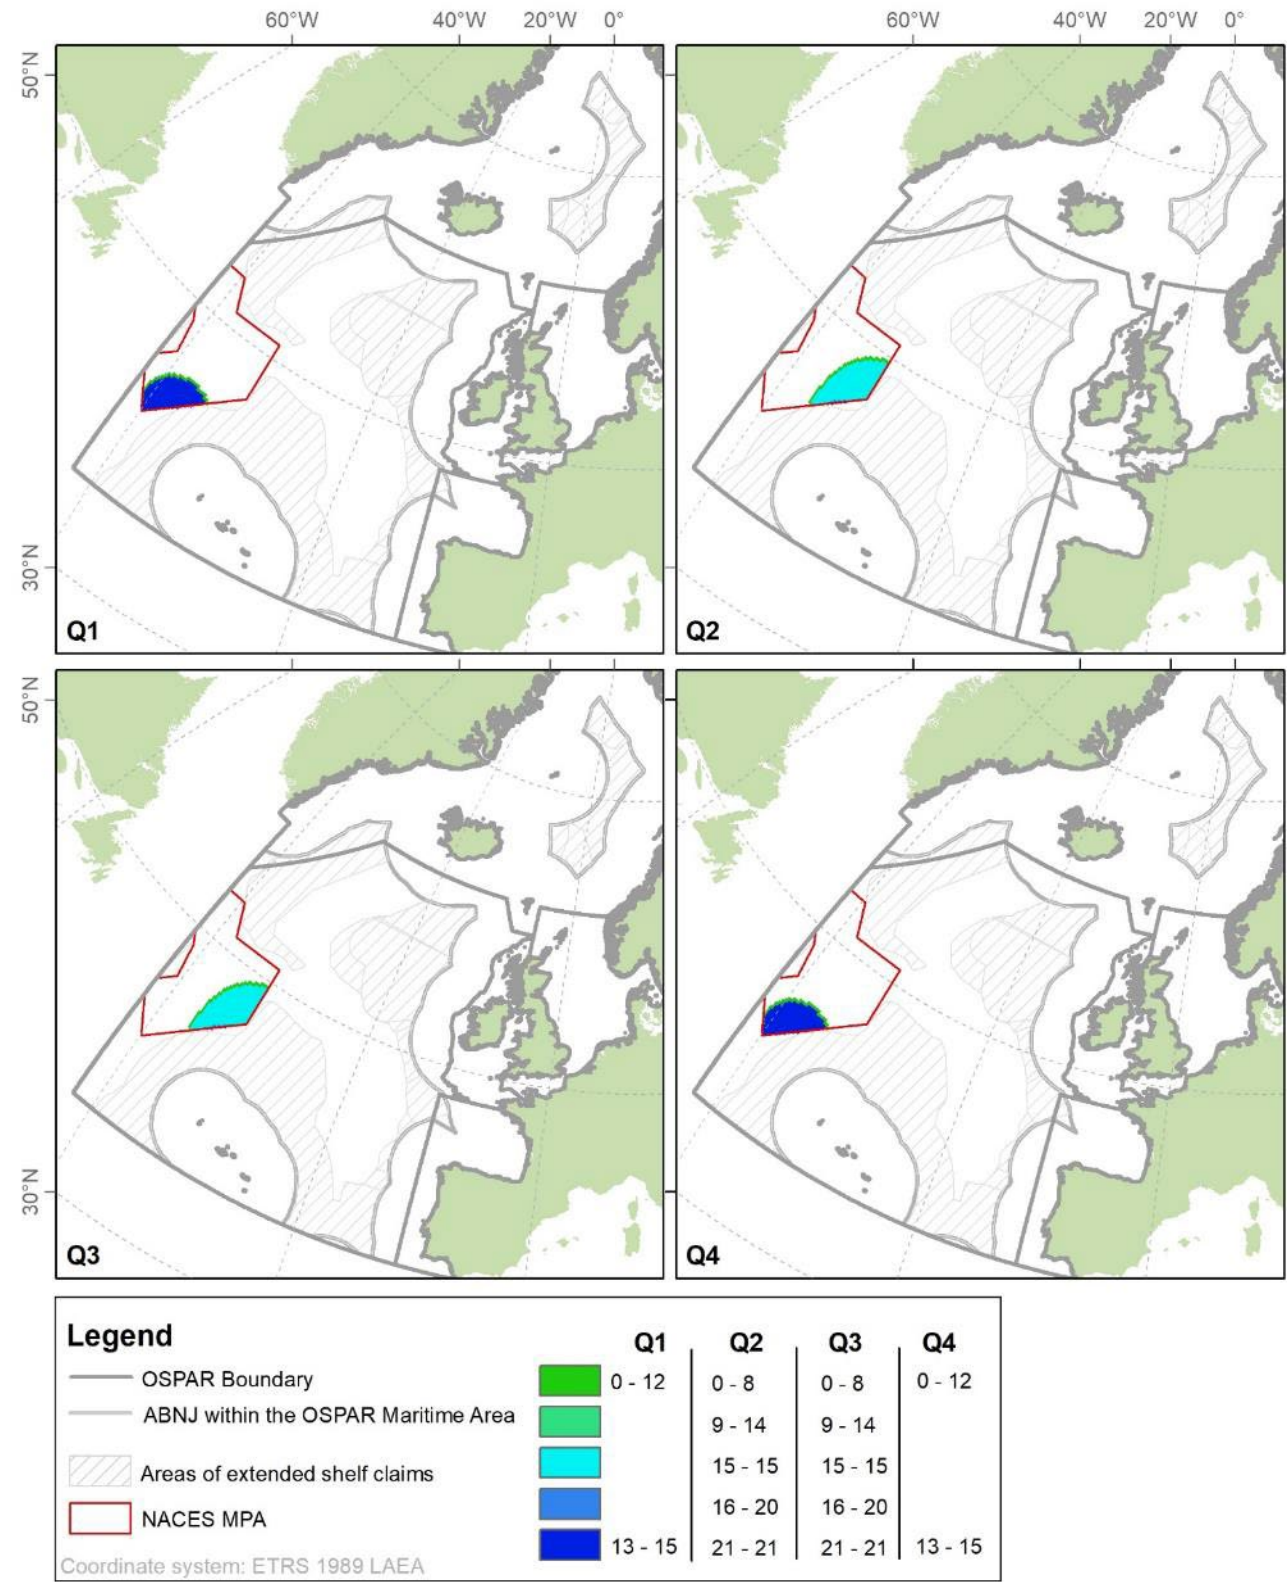 60°W 40°W 20°W 0° 60°W 40°W 20°W 0°
50°N
30°N
Q1 Q2
50°N
30°N
Q3 Q4
Legend
Q1 Q2 Q3 Q4
OSPAR Boundary 0 - 12 0 - 8 0 - 8 0 - 12
ABNJ within the OSPAR Maritime Area 9 - 14 9 - 14
Areas of extended shelf claims 15 - 15 15 - 15
NACES MPA 16 - 20 16 - 20
13 - 15 21 - 21 21 - 21 13 - 15
Coordinate system: ETRS 1989 LAEA